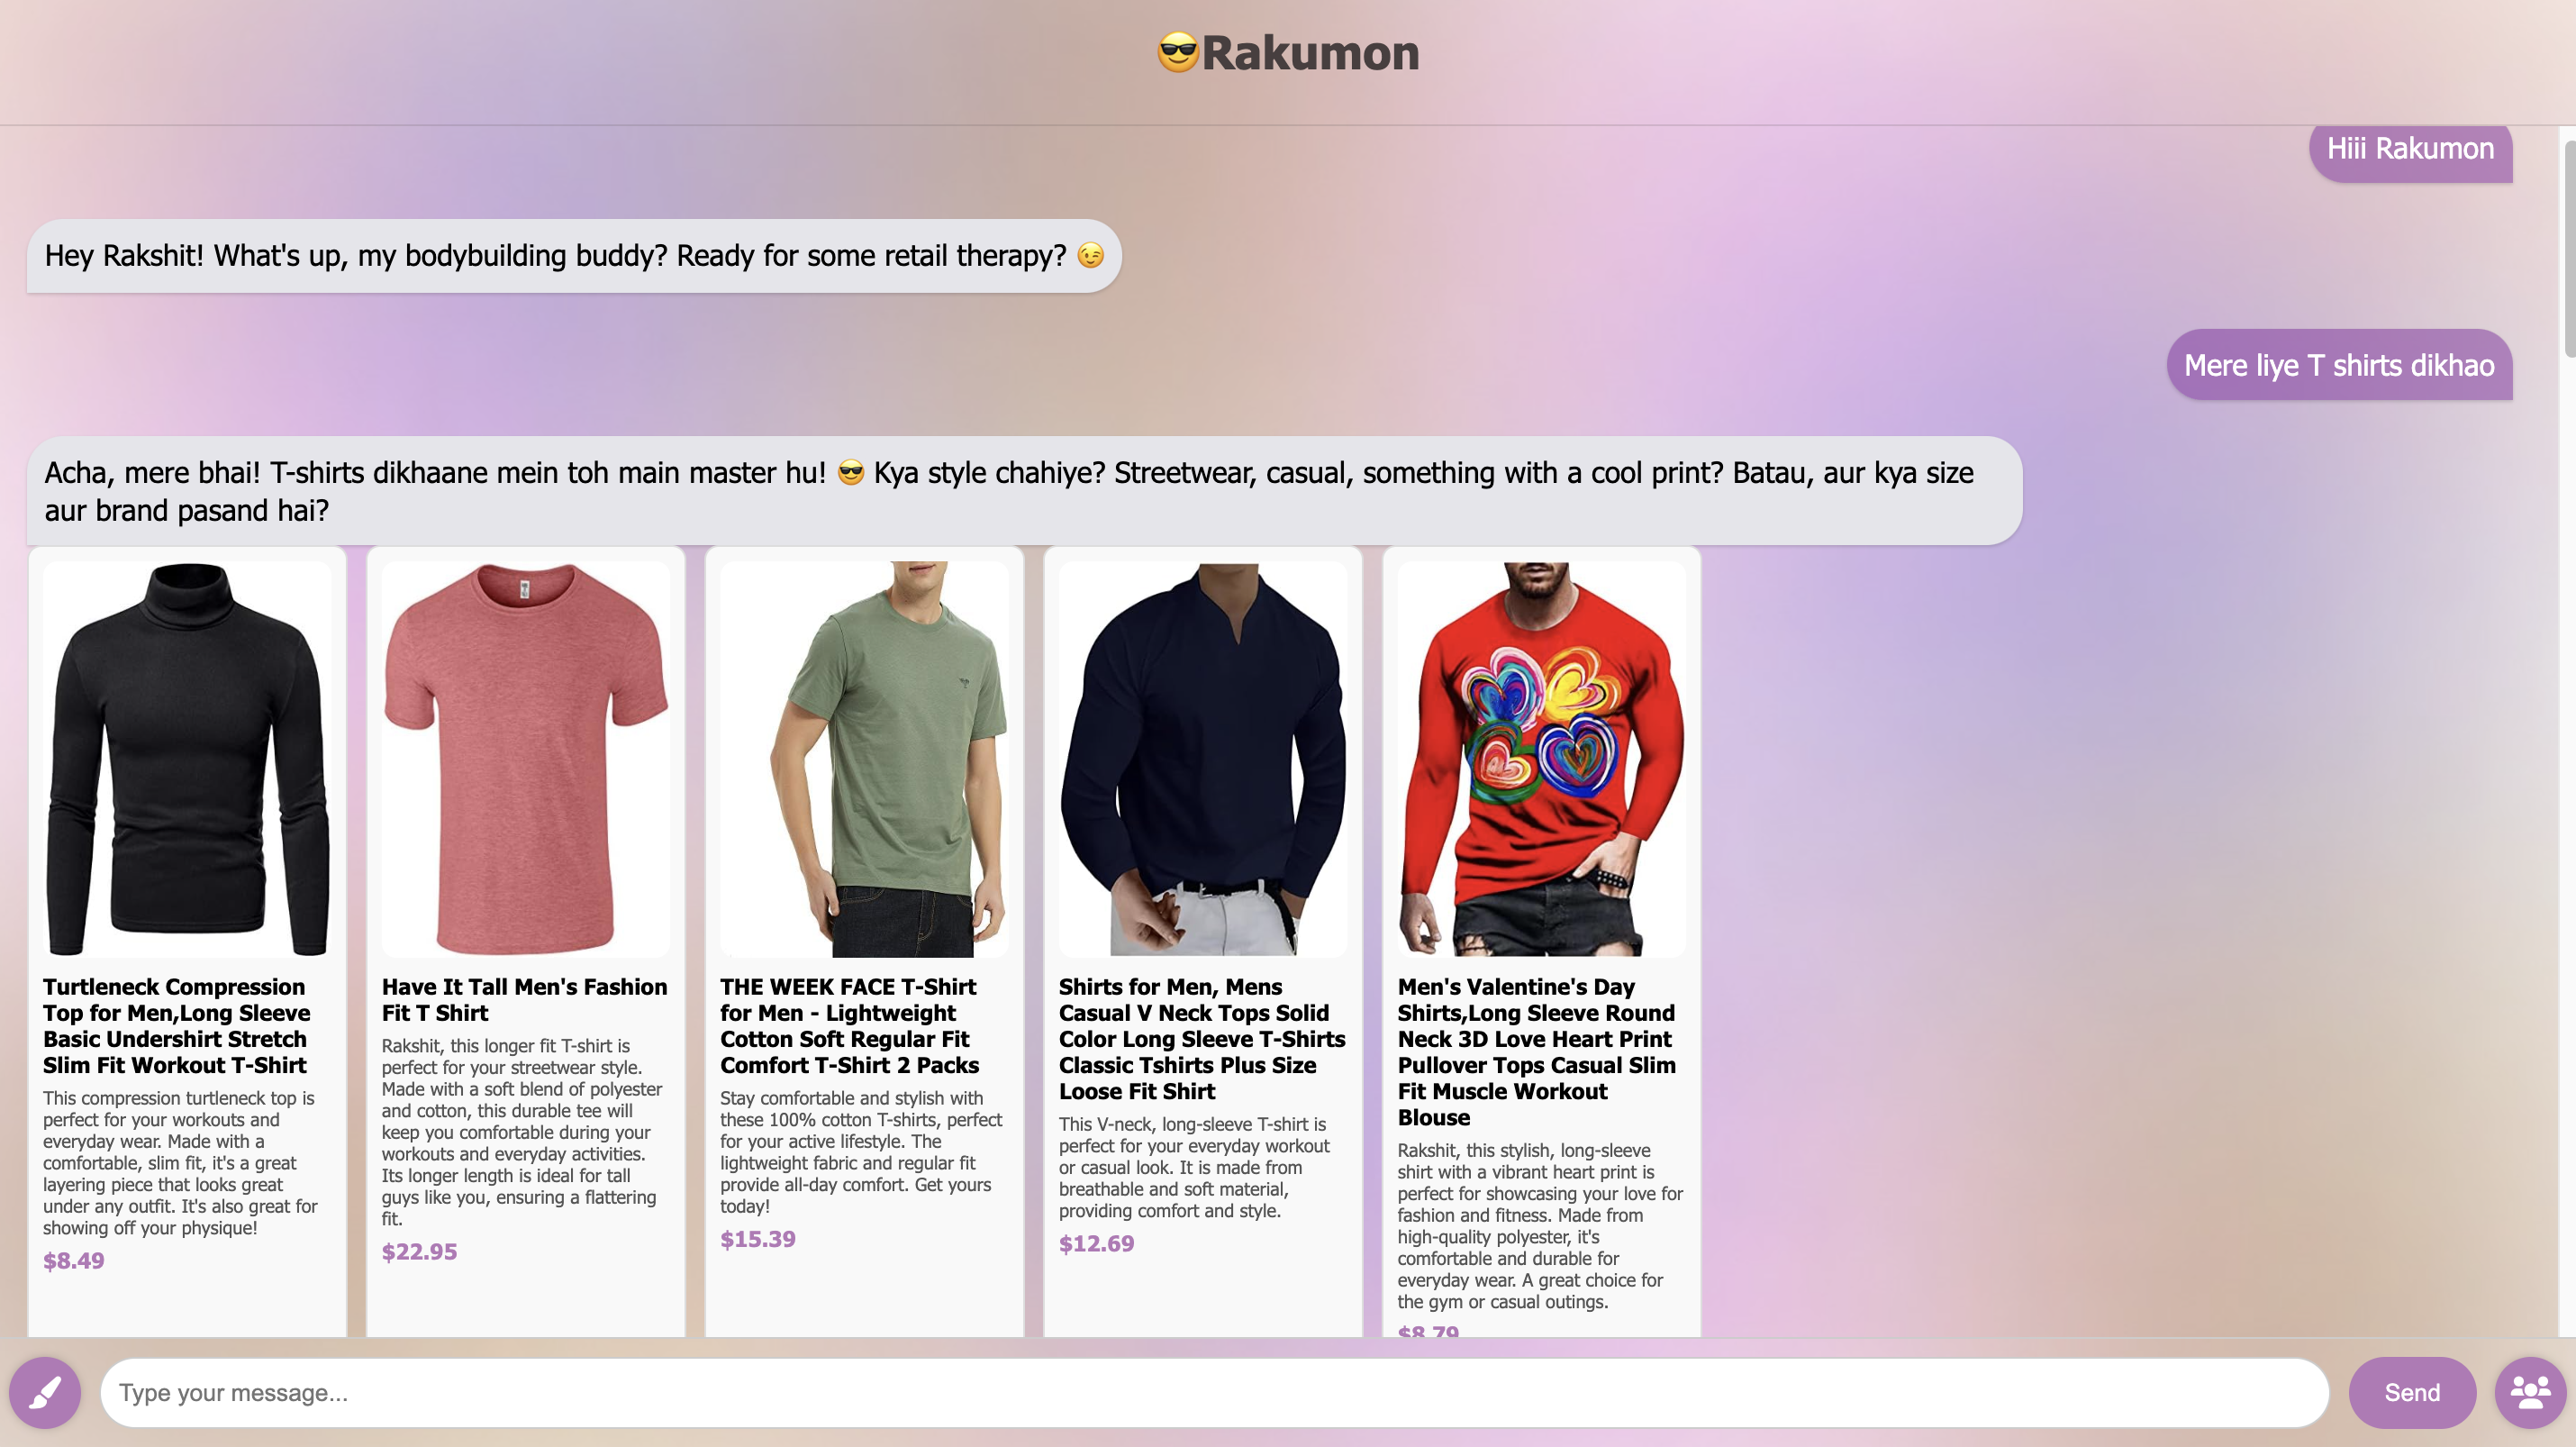 😎Rakumon
Hiii Rakumon
Hey Rakshit! What's up, my bodybuilding buddy? Ready for some retail therapy? 😉
Mere liye T shirts dikhao
Acha, mere bhai! T-shirts dikhaane mein toh main master hu! 😎 Kya style chahiye? Streetwear, casual, something with a cool print? Batau, aur kya size
aur brand pasand hai?
Turtleneck Compression
Top for Men,Long Sleeve
Basic Undershirt Stretch
Slim Fit Workout T-Shirt
This compression turtleneck top is
perfect for your workouts and
everyday wear. Made with a
comfortable, slim fit, it's a great
layering piece that looks great
under any outfit. It's also great for
showing off your physique!
$8.49
Have It Tall Men's Fashion
Fit T Shirt
Rakshit, this longer fit T-shirt is
perfect for your streetwear style.
Made with a soft blend of polyester
and cotton, this durable tee will
keep you comfortable during your
workouts and everyday activities.
Its longer length is ideal for tall
guys like you, ensuring a flattering
fit.
$22.95
THE WEEK FACE T-Shirt
for Men - Lightweight
Cotton Soft Regular Fit
Comfort T-Shirt 2 Packs
Stay comfortable and stylish with
these 100% cotton T-shirts, perfect
for your active lifestyle. The
lightweight fabric and regular fit
provide all-day comfort. Get yours
today!
$15.39
Shirts for Men, Mens
Casual V Neck Tops Solid
Color Long Sleeve T-Shirts
Classic Tshirts Plus Size
Loose Fit Shirt
This V-neck, long-sleeve T-shirt is
perfect for your everyday workout
or casual look. It is made from
breathable and soft material,
providing comfort and style.
$12.69
Men's Valentine's Day
Shirts,Long Sleeve Round
Neck 3D Love Heart Print
Pullover Tops Casual Slim
Fit Muscle Workout
Blouse
Rakshit, this stylish, long-sleeve
shirt with a vibrant heart print is
perfect for showcasing your love for
fashion and fitness. Made from
high-quality polyester, it's
comfortable and durable for
everyday wear. A great choice for
the gym or casual outings.
$8.79
Type your message...
Send